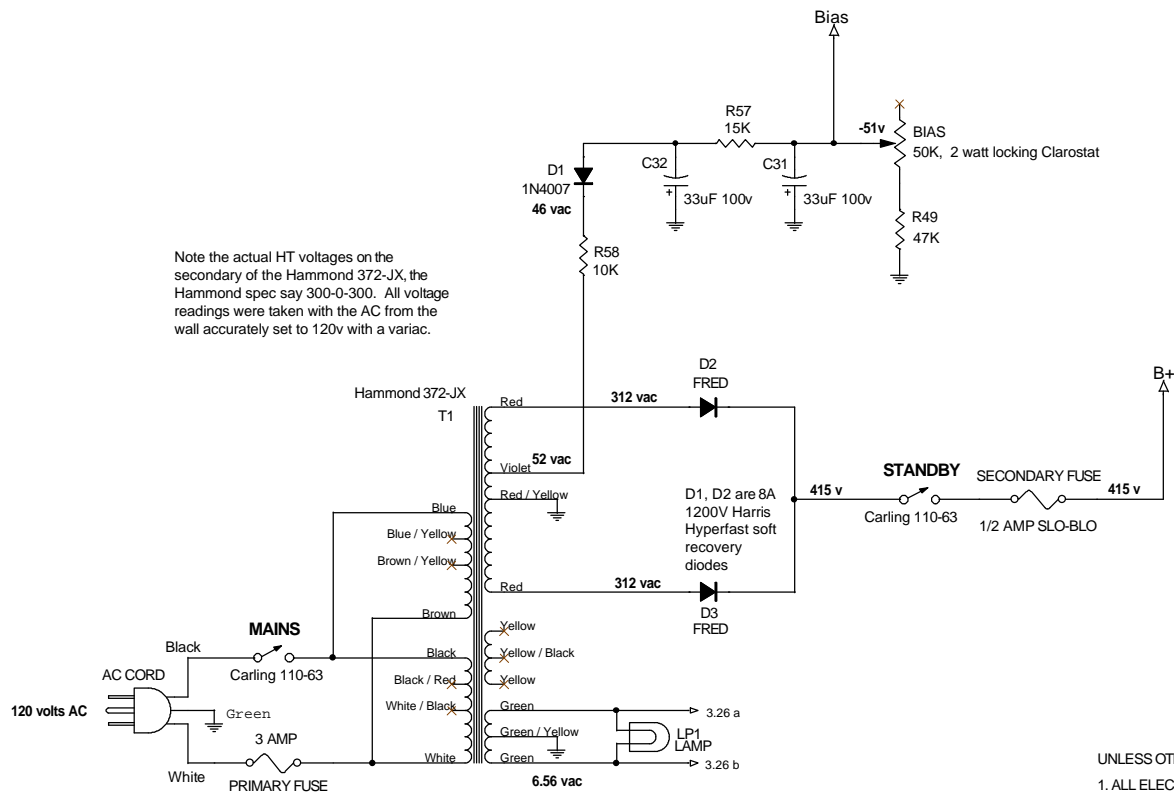 Bias
R57
15K
-51v
BIAS
50K, 2 watt locking Clarostat
D1
1N4007
46 vac
C32
+
33uF 100v
C31
+
33uF 100v
R49
47K
R58
10K
Note the actual HT voltages on the
secondary of the Hammond 372-JX, the
Hammond spec say 300-0-300. All voltage
readings were taken with the AC from the
wall accurately set to 120v with a variac.
D2
FRED
B+
Hammond 372-JX
T1
Red
312 vac
Violet
52 vac
Red / Yellow
STANDBY
415 v
Carling 110-63
SECONDARY FUSE
415 v
1/2 AMP SLO-BLO
D1, D2 are 8A
1200V Harris
Hyperfast soft
recovery
diodes
Blue
Blue / Yellow
Brown / Yellow
Brown
Red
312 vac
D3
FRED
MAINS
Black
Carling 110-63
Black
Black / Red
White / Black
White
Yellow
Yellow / Black
Yellow
AC CORD
120 volts AC
Green
3 AMP
White
PRIMARY FUSE
Green
3.26 a
Green / Yellow
LP1
LAMP
Green
3.26 b
6.56 vac
UNLESS OT
1. ALL ELEC